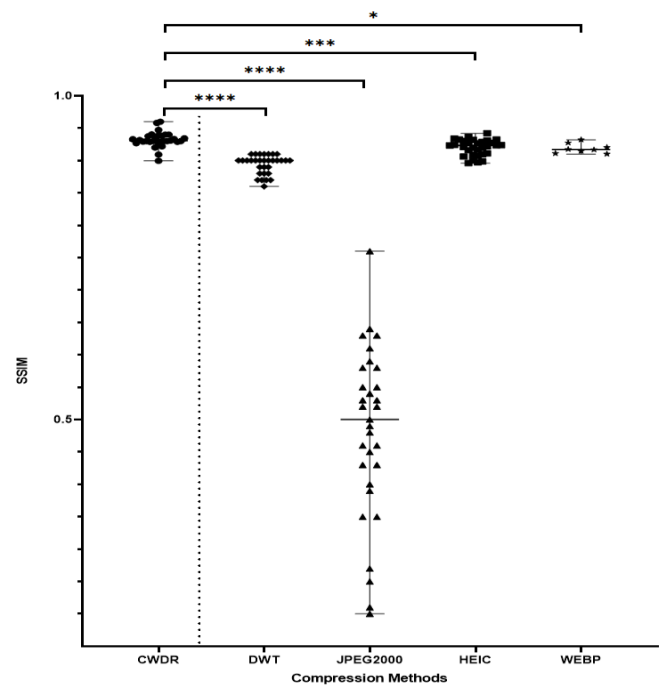 *
***
****
****
1.0
SSIM
0.5
CWDR DWT JPEG2000 HEIC WEBP
Compression Methods